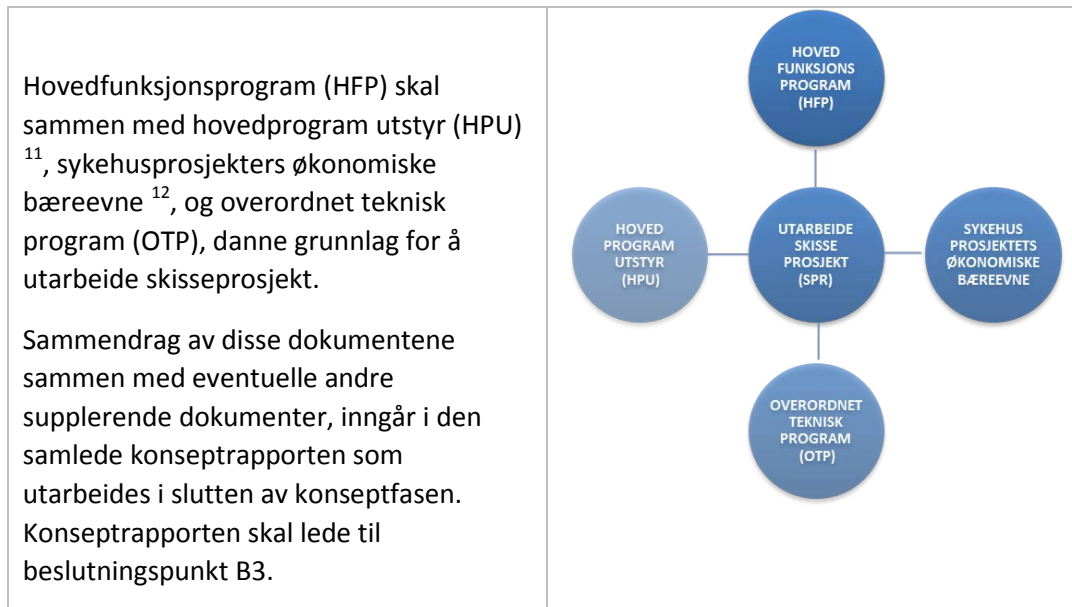 Hovedfunksjonsprogram (HFP) skal
sammen med hovedprogram utstyr (HPU)
11, sykehusprosjekters økonomiske
bæreevne 12, og overordnet teknisk
program (OTP), danne grunnlag for å
utarbeide skisseprosjekt.
Sammendrag av disse dokumentene
sammen med eventuelle andre
supplerende dokumenter, inngår i den
samlede konseptrapporten som
utarbeides i slutten av konseptfasen.
Konseptrapporten skal lede til
beslutningspunkt B3.
HOVED
FUNKSJONS
PROGRAM
(HFP)
HOVED
PROGRAM
UTSTYR
(HPU)
UTARBEIDE
SKISSE
PROSJEKT
(SPR)
SYKEHUS
PROSJEKTETS
ØKONOMISKE
BÆREEVNE
OVERORDNET
TEKNISK
PROGRAM
(OTP)